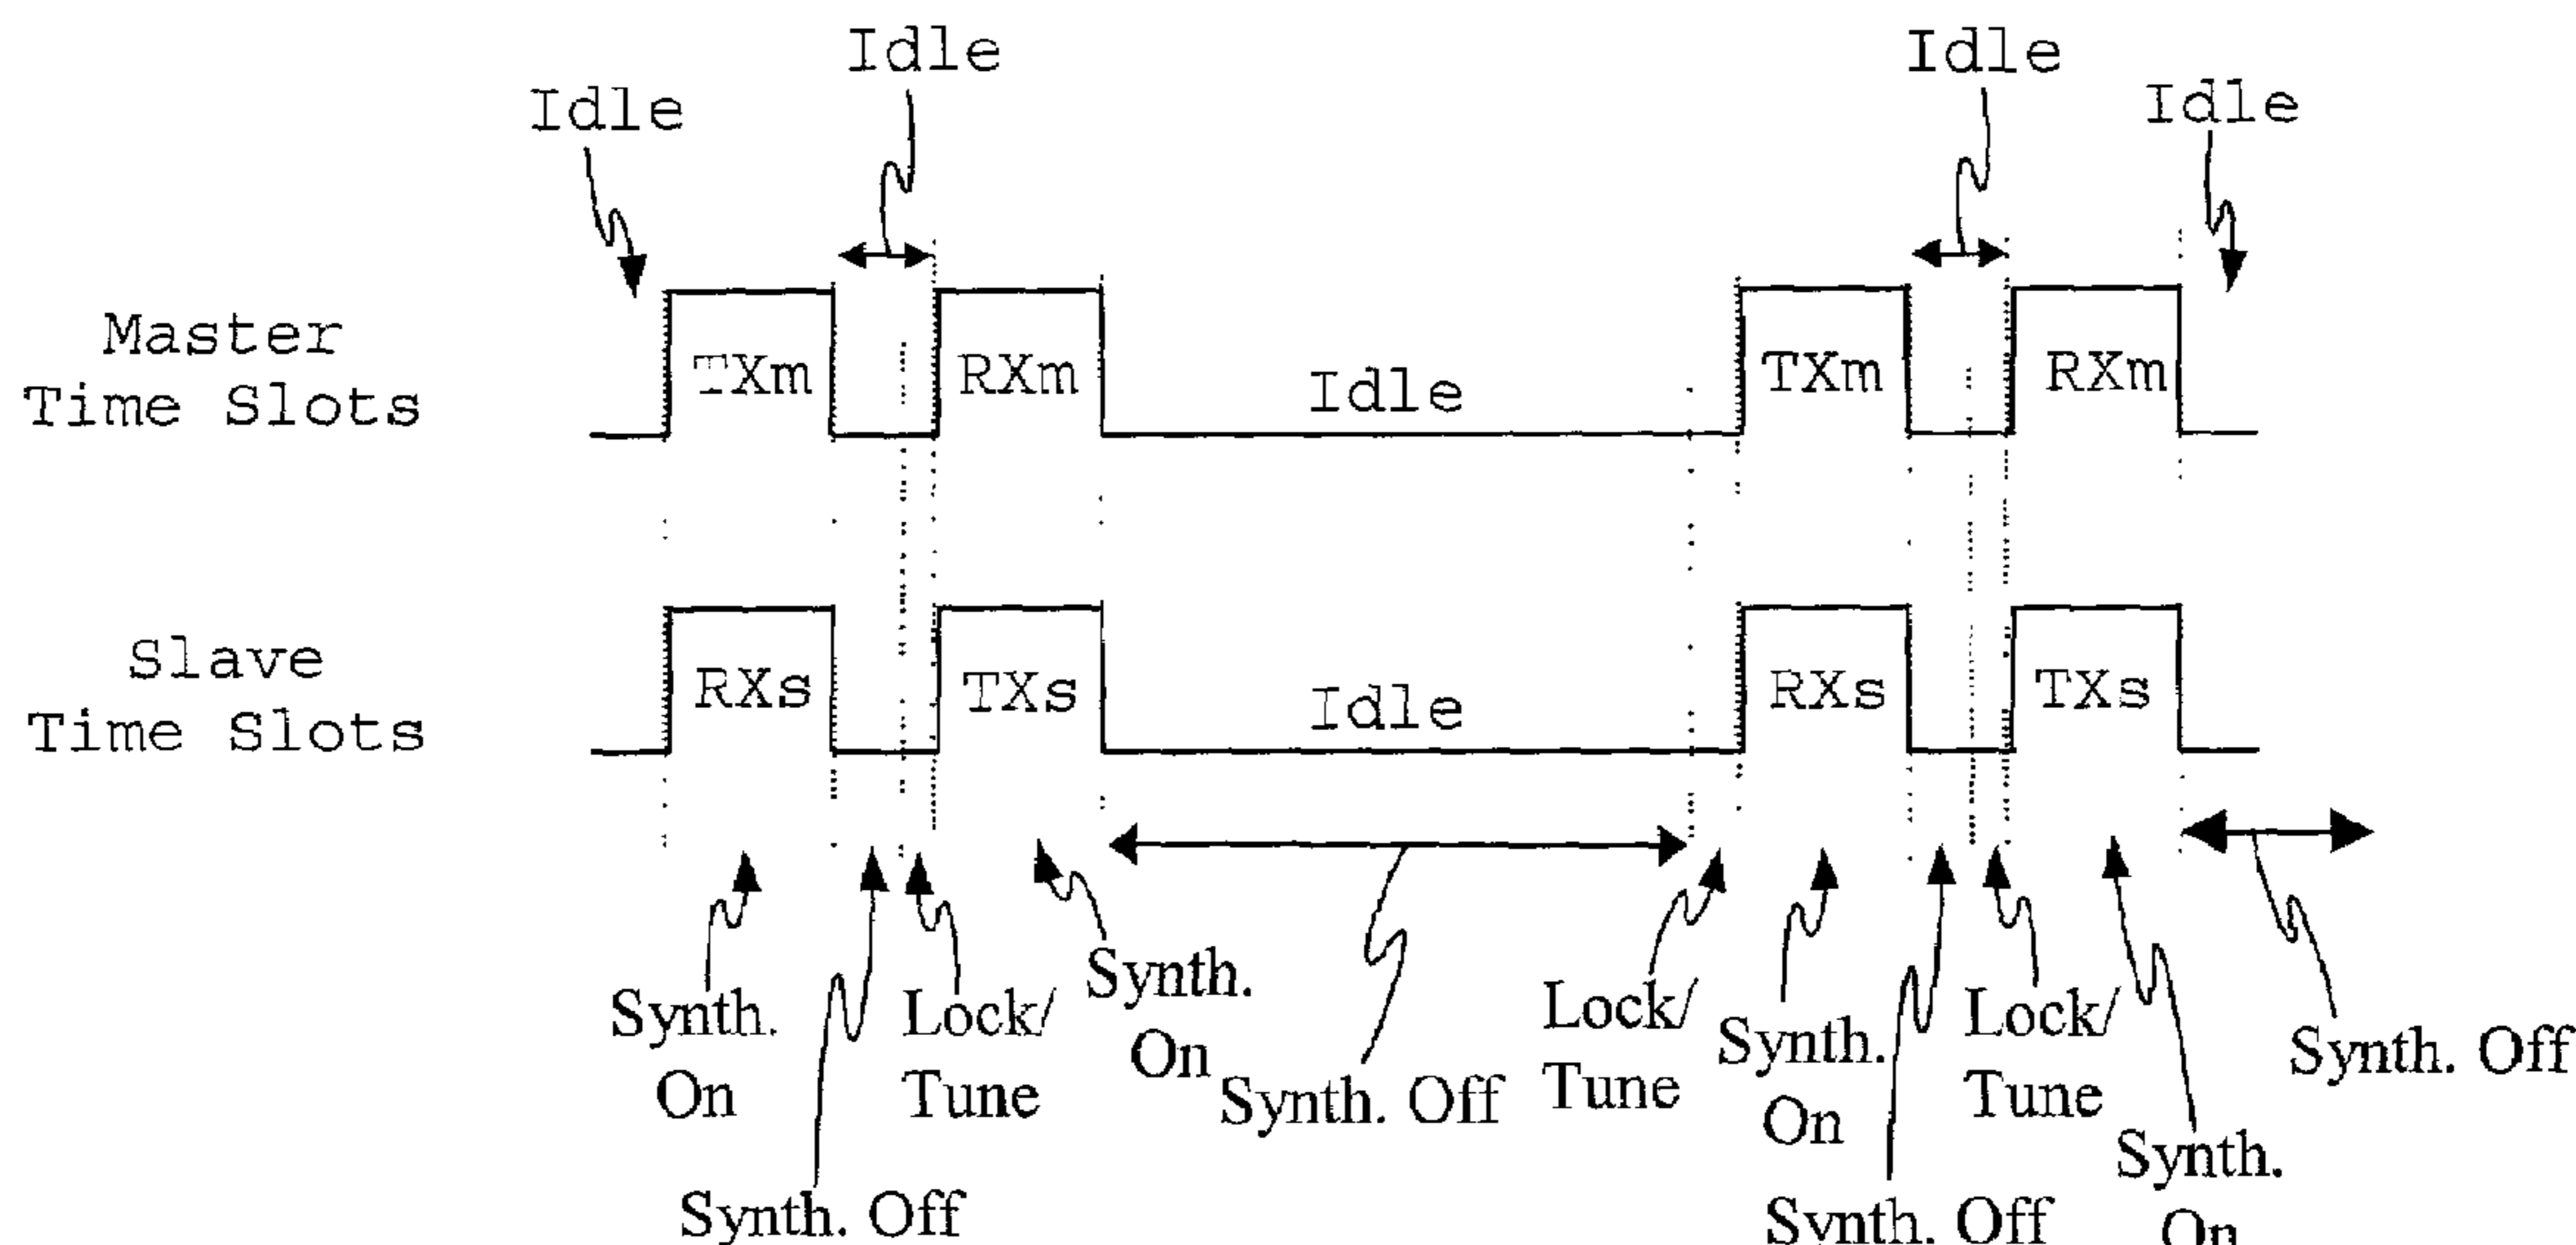 Idle
Idle
Idle
Idle
Master
Time Slots
TXm
RXm
Idle
TXm
RXm
Slave
Time Slots
RXs
TXs
Idle
RXs
TXs
Synth.
On
Synth. Off
Lock/
Tune
Synth.
On
Synth. Off
Lock/
Tune
Synth.
On
Synth. Off
Lock/
Tune
Synth.
On
Synth. Off